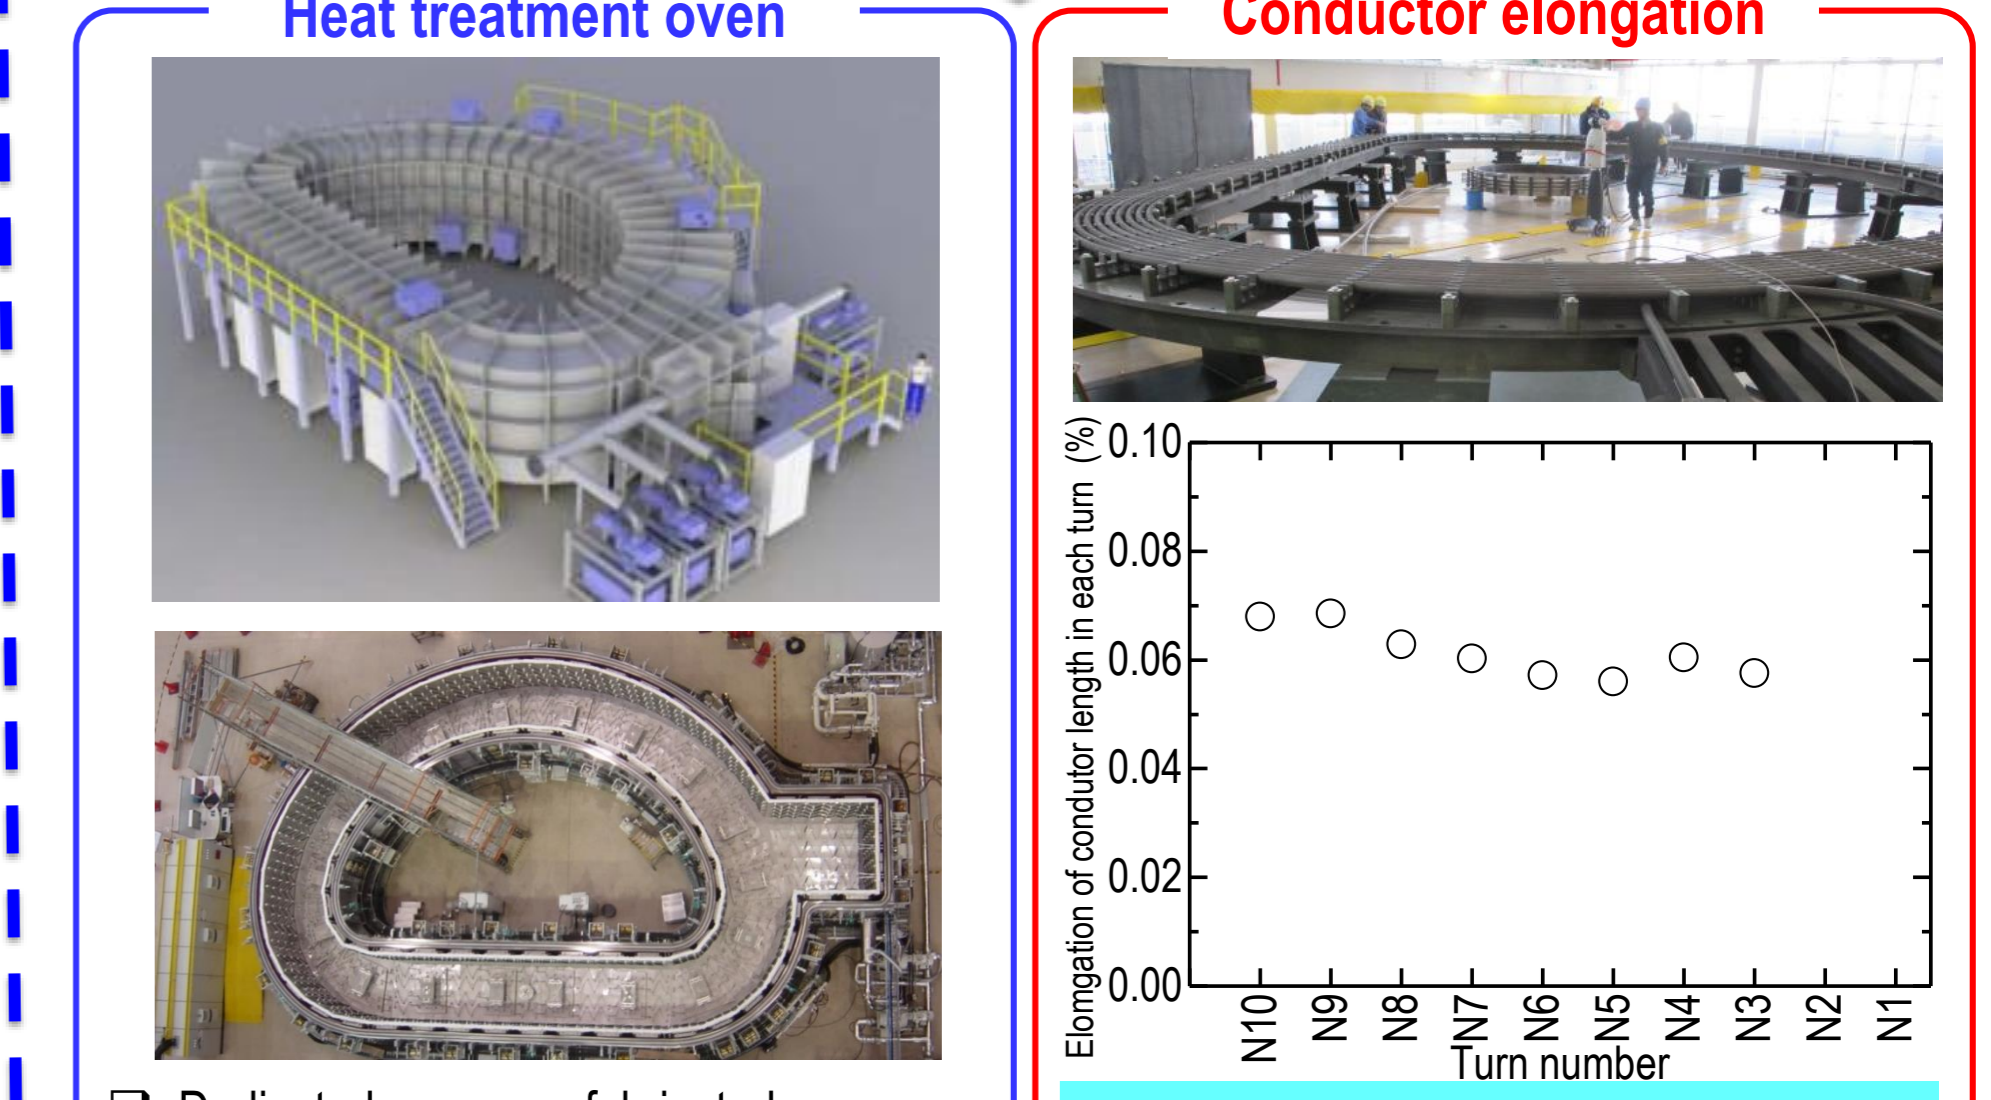 Heat treatment oven
Conductor elongation
Elomgation of condutor length in each turn (%)
0.10
0.08
0.06
0.04
0.02
0.00
N10 N9 N8 N7 N6 N5 N4 N3 N2 N1
Turn number